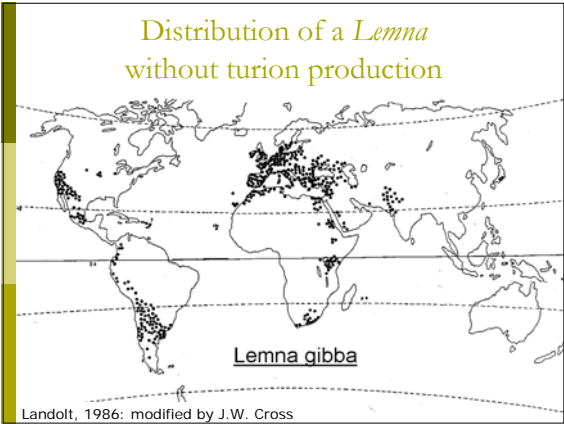 Distribution of a Lemna
without turion production
Lemna gibba
Landolt, 1986: modified by J.W. Cross